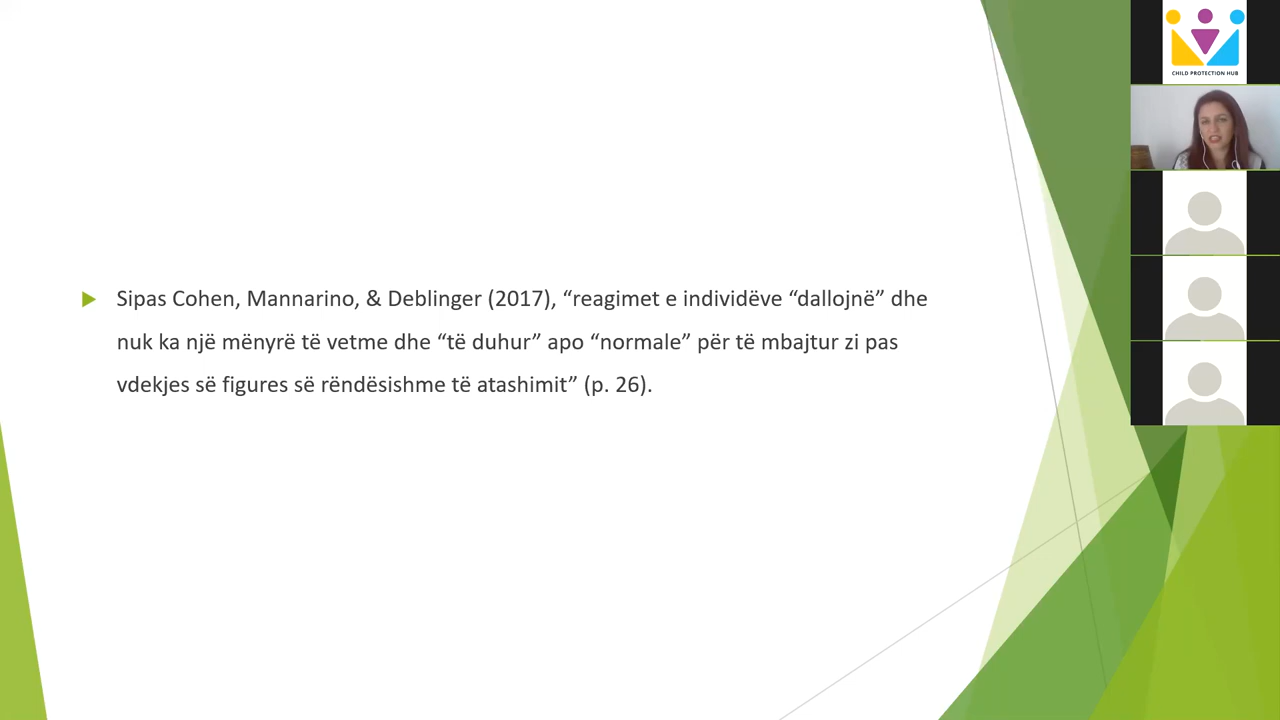 CHILD PROTECTION HUB
Sipas Cohen, Mannarino, & Deblinger (2017), “reagimet e individëve “dallojnë” dhe
nuk ka një mënyrë të vetme dhe “të duhur” apo “normale” për të mbajtur zi pas
vdekjes së figures së rëndësishme të atashimit” (p. 26).